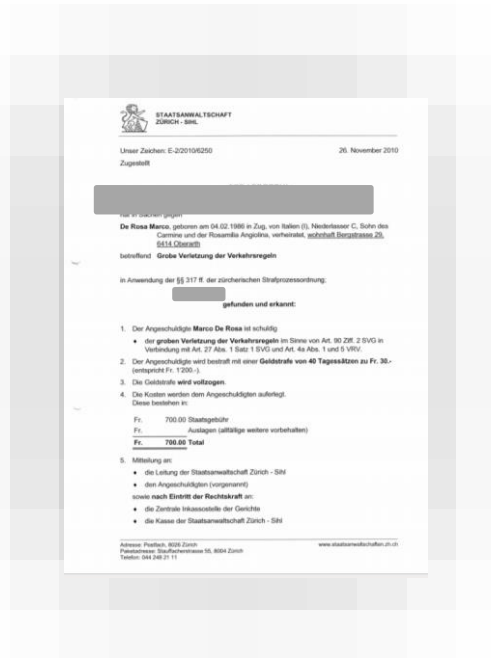 STAATSANWALTSCHAFT
ZÜRICH - SIHL
Unser Zeichen: E-2/2010/6250
26. November 2010
Zugestellt
hat in Sachen gegen
De Rosa Marco, geboren am 04.02.1986 in Zug, von Italien (I), Niederlasser C, Sohn des
Carmine und der Rosamilia Angiolina, verheiratet, wohnhaft Bergstrasse 29,
6414 Oberarth
betreffend Grobe Verletzung der Verkehrsregeln
in Anwendung der §§ 317 ff. der zürcherischen Strafprozessordnung;
gefunden und erkannt:
1. Der Angeschuldigte Marco De Rosa ist schuldig
• der groben Verletzung der Verkehrsregeln im Sinne von Art. 90 Ziff. 2 SVG in
Verbindung mit Art. 27 Abs. 1 Satz 1 SVG und Art. 4a Abs. 1 und 5 VRV.
2. Der Angeschuldigte wird bestraft mit einer Geldstrafe von 40 Tagessätzen zu Fr. 30.-
(entspricht Fr. 1'200.-).
3. Die Geldstrafe wird vollzogen.
4. Die Kosten werden dem Angeschuldigten auferlegt.
Diese bestehen in:
Fr. 700.00 Staatsgebühr
Fr. Auslagen (allfällige weitere vorbehalten)
Fr. 700.00 Total
5. Mitteilung an:
• die Leitung der Staatsanwaltschaft Zürich - Sihl
• den Angeschuldigten (vorgenannt)
sowie nach Eintritt der Rechtskraft an:
• die Zentrale Inkassostelle der Gerichte
• die Kasse der Staatsanwaltschaft Zürich - Sihl
Adresse: Postfach, 8026 Zürich
www.staatsanwaltschaften.zh.ch
Paketadresse: Stauffacherstrasse 55, 8004 Zürich
Telefon: 044 248 21 11